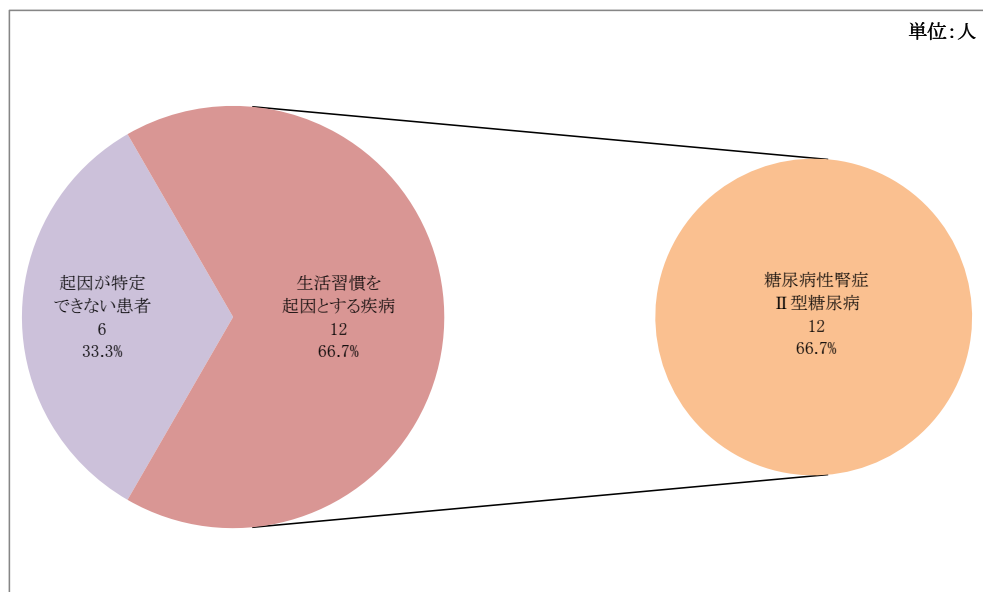 単位:人
起因が特定
できない患者
6
33.3%
生活習慣を
起因とする疾病
12
66.7%
糖尿病性腎症
Ⅱ型糖尿病
12
66.7%